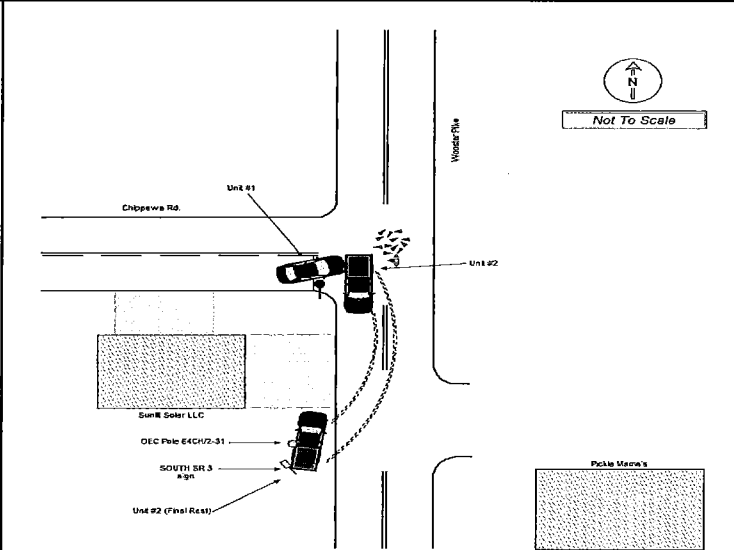 N
Not To Scale
Wooster Pike
Unit #1
Chippewa Rd.
Unit #2
Sunlit Solar LLC
OEC Pole 64CH/2-31
SOUTH SR 3
sign
Pickle Mama's
Unit #2 (Final Rest)